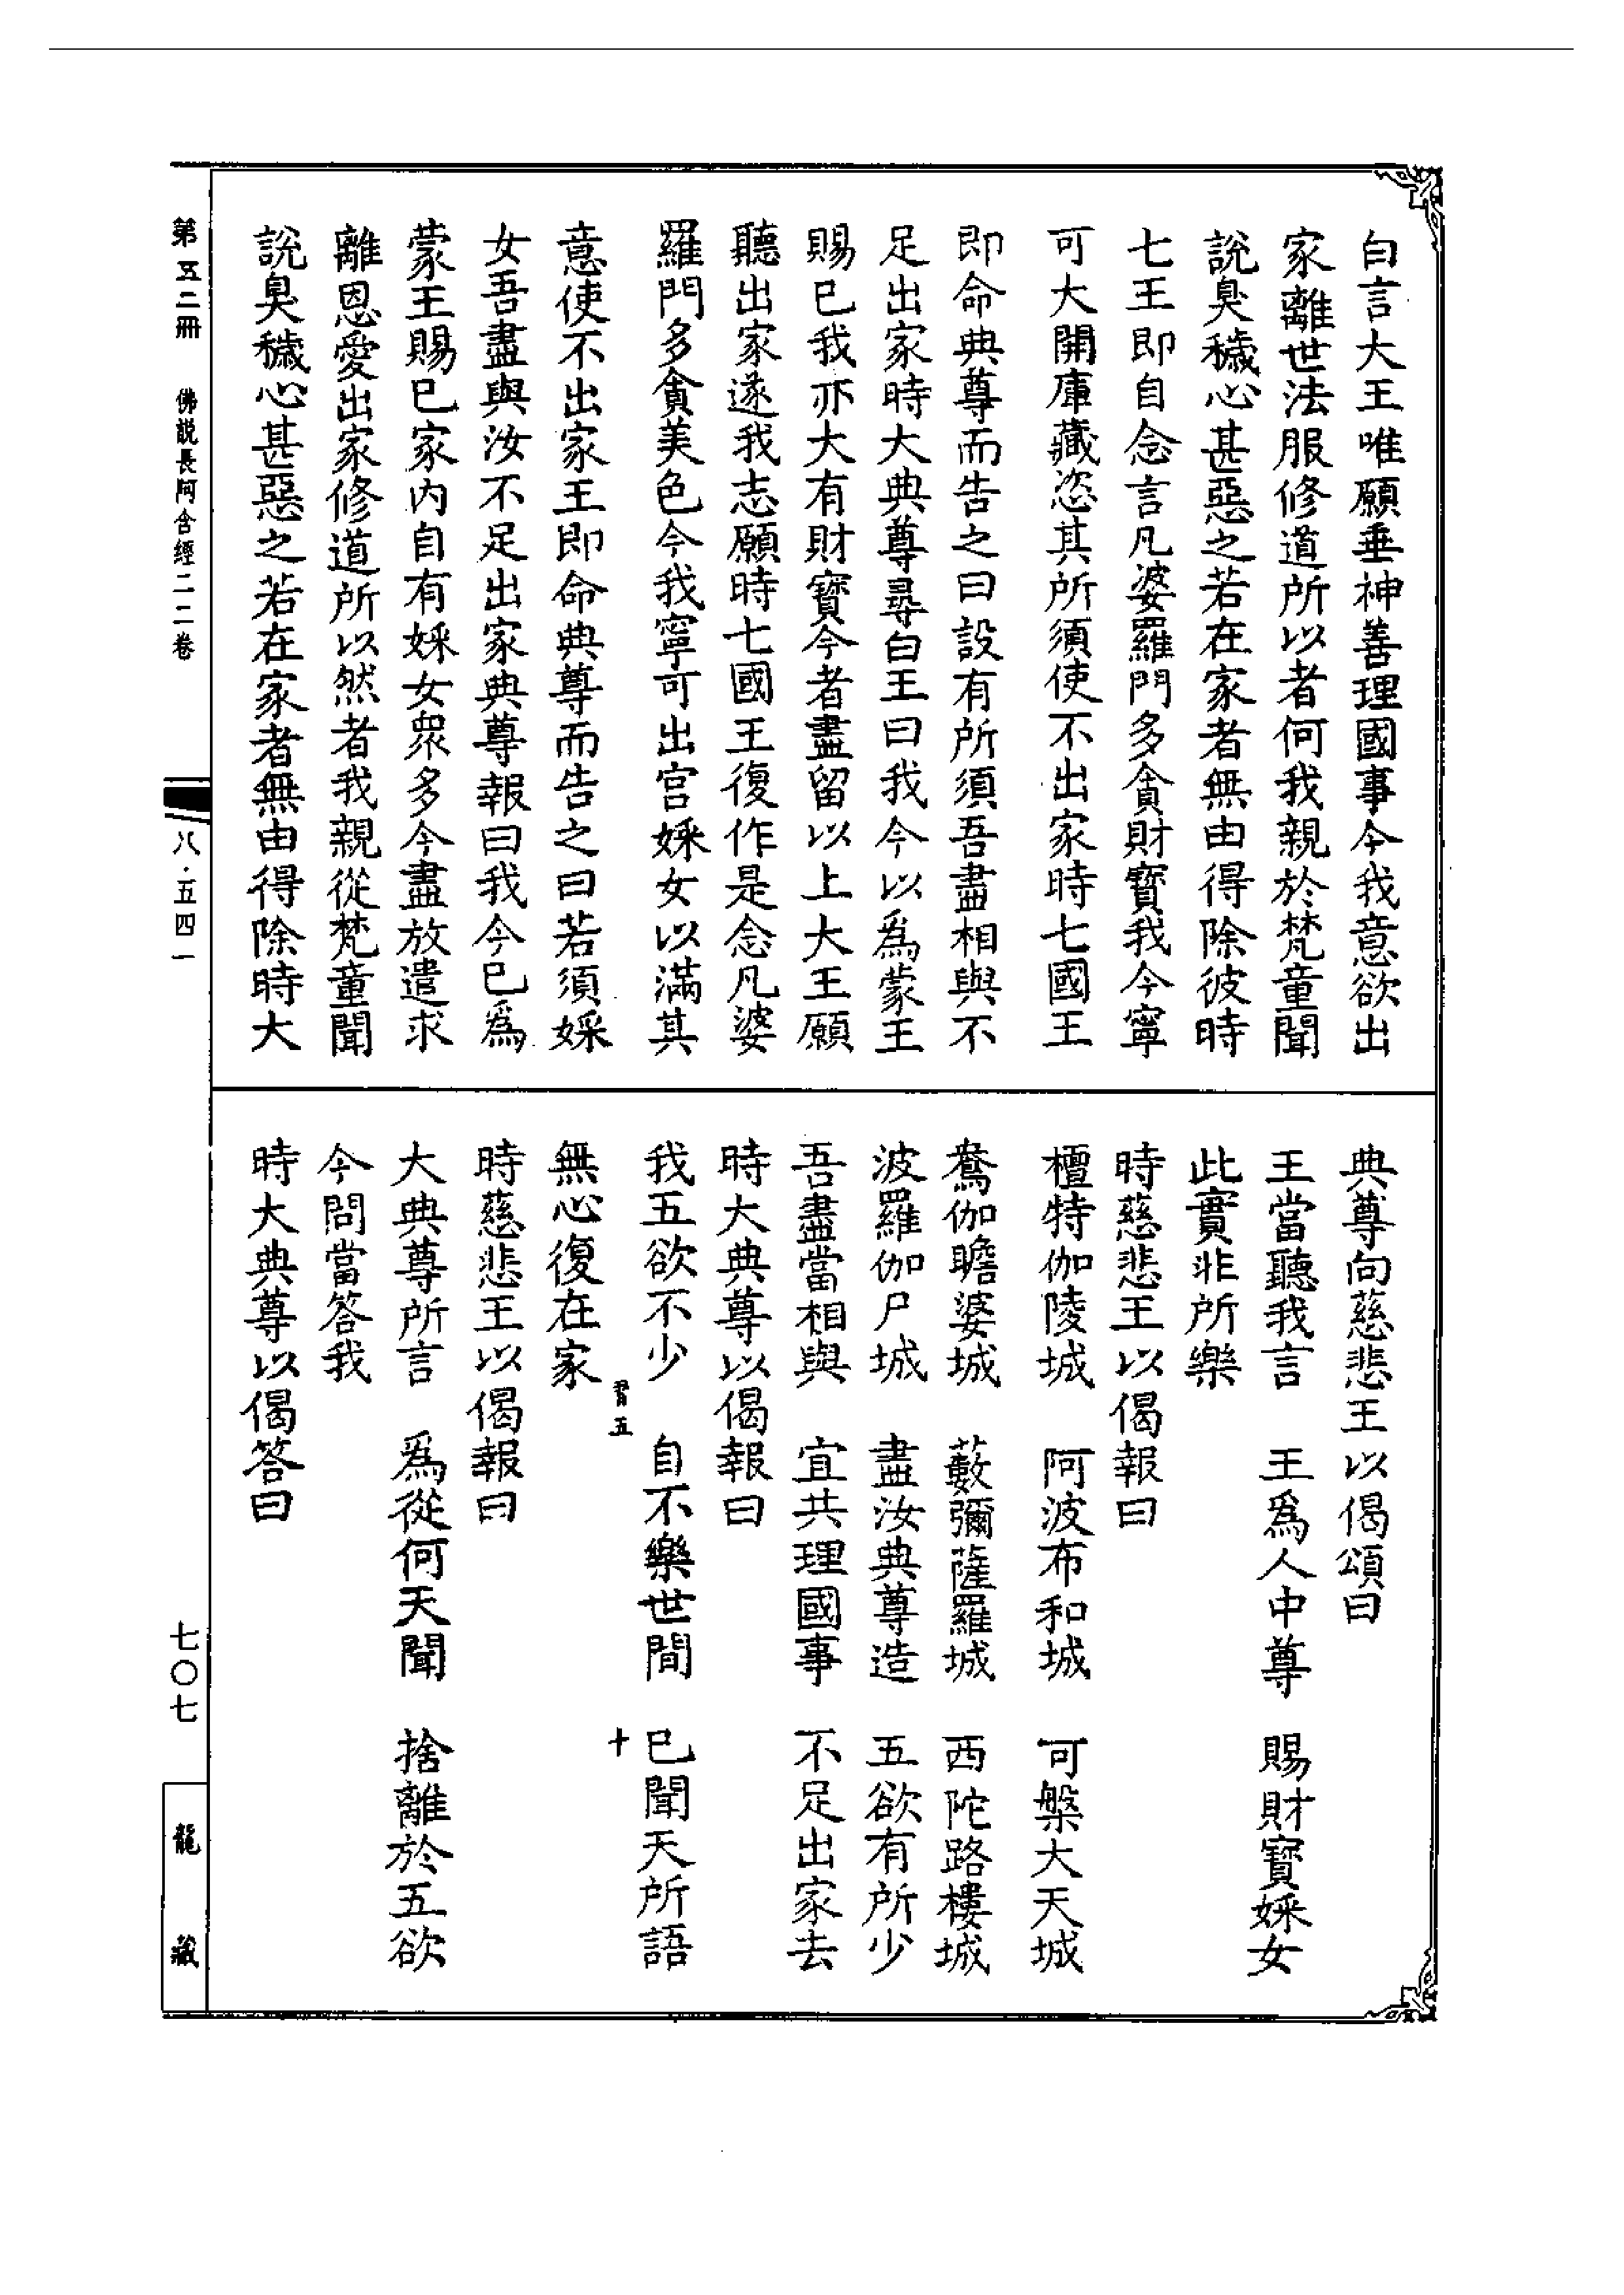 白言大王唯願垂神善理國事今我意欲出
家離世法服修道所以者何我親於梵童聞
說臭穢心甚惡之若在家者無由得除彼時
七王即自念言凡婆羅門多貪財寶我今寧
可大開庫藏恣其所須使不出家時七國王
即命典尊而告之曰設有所須吾盡相與不
足出家時大典尊尋白王曰我今以為蒙王
賜已我亦大有財寶今者盡留以上大王願
聽出家遂我志願時七國王復作是念凡婆
羅門多貪美色今我寧可出宮婇女以滿其
意使不出家王即命典尊而告之曰若須婇
女吾盡與汝不足出家典尊報曰我今已為
蒙王賜已家內自有婇女眾多今盡放遣求
離恩愛出家修道所以然者我親從梵童聞
說臭穢心甚惡之若在家者無由得除時大
典尊向慈悲王以偈頌曰
王當聽我言　王為人中尊　賜財寶婇女
此實非所樂
時慈悲王以偈報曰
檀特伽陵城　阿波布和城　可槃大天城
鴦伽瞻婆城　藪彌薩羅城　西陀路樓城
波羅伽尸城　盡汝典尊造　五欲有所少
吾盡當相與　宜共理國事　不足出家去
時大典尊以偈報曰
我五欲不少　自不樂世間　已聞天所語
無心復在家
時慈悲王以偈報曰
大典尊所言　為從何天聞　捨離於五欲
今問當答我
時大典尊以偈答曰
五　十
第五二冊　佛說長阿含經二二卷
八·五四一
七〇七
龍藏